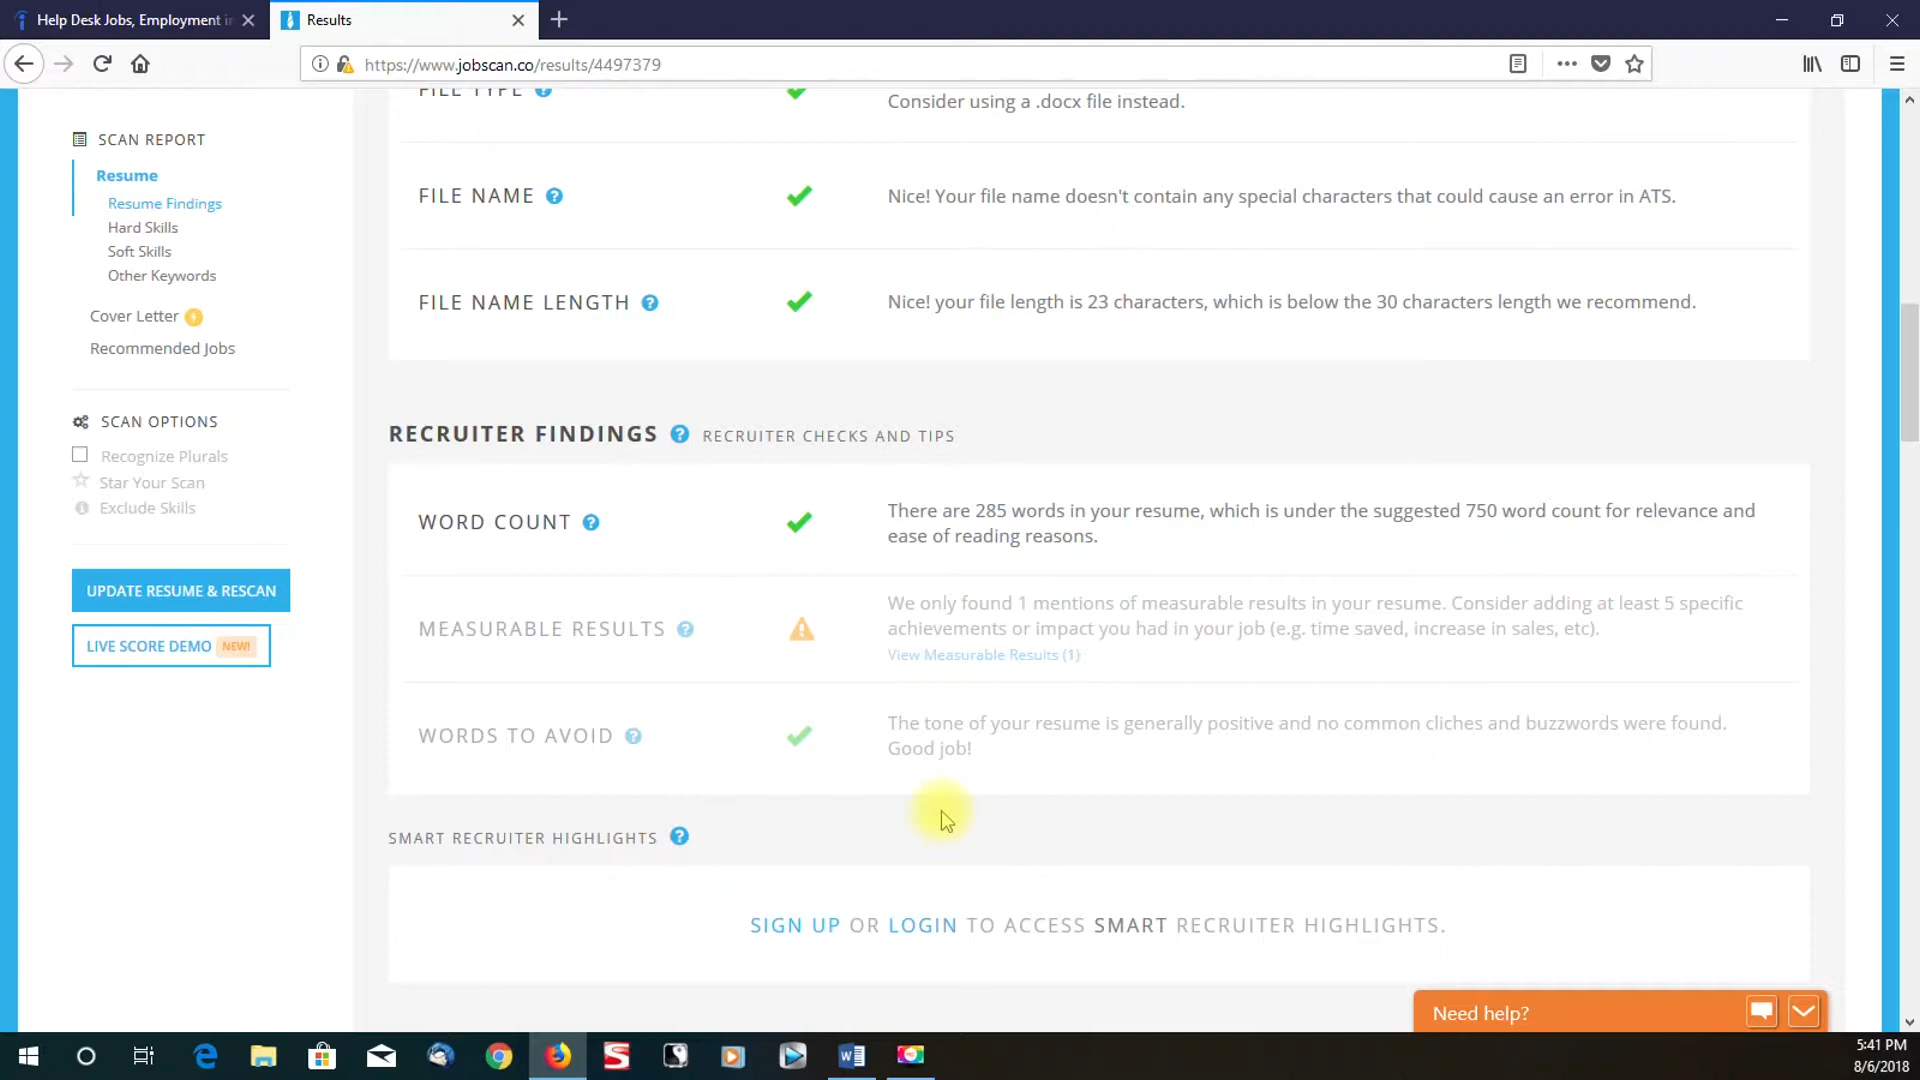 Help Desk Jobs, Employment in
Results
https://www.jobscan.co/results/4497379
SCAN REPORT
Resume
Resume Findings
Hard Skills
Soft Skills
Other Keywords
Cover Letter
Recommended Jobs
SCAN OPTIONS
Recognize Plurals
Star Your Scan
Exclude Skills
UPDATE RESUME & RESCAN
LIVE SCORE DEMO NEW!
FILE TYPE ?
Consider using a .docx file instead.
FILE NAME ?
Nice! Your file name doesn't contain any special characters that could cause an error in ATS.
FILE NAME LENGTH ?
Nice! your file length is 23 characters, which is below the 30 characters length we recommend.
RECRUITER FINDINGS ? RECRUITER CHECKS AND TIPS
WORD COUNT ?
There are 285 words in your resume, which is under the suggested 750 word count for relevance and
ease of reading reasons.
MEASURABLE RESULTS ?
We only found 1 mentions of measurable results in your resume. Consider adding at least 5 specific
achievements or impact you had in your job (e.g. time saved, increase in sales, etc).
View Measurable Results (1)
WORDS TO AVOID ?
The tone of your resume is generally positive and no common cliches and buzzwords were found.
Good job!
SMART RECRUITER HIGHLIGHTS ?
SIGN UP OR LOGIN TO ACCESS SMART RECRUITER HIGHLIGHTS.
Need help?
5:41 PM
8/6/2018